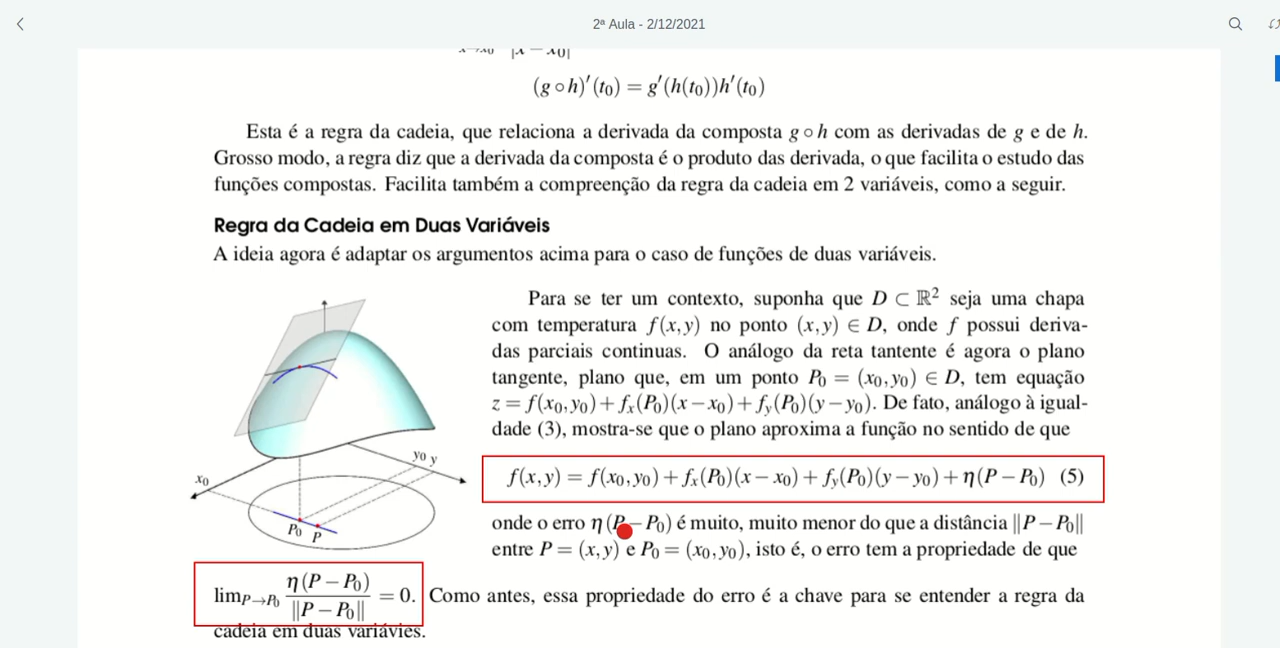 2ª Aula - 2/12/2021
x→x₀ |x − x₀|
(g∘h)′(t₀) = g′(h(t₀))h′(t₀)
Esta é a regra da cadeia, que relaciona a derivada da composta g∘h com as derivadas de g e de h.
Grosso modo, a regra diz que a derivada da composta é o produto das derivada, o que facilita o estudo das
funções compostas. Facilita também a compreenção da regra da cadeia em 2 variáveis, como a seguir.
Regra da Cadeia em Duas Variáveis
A ideia agora é adaptar os argumentos acima para o caso de funções de duas variáveis.
Para se ter um contexto, suponha que D ⊂ ℝ² seja uma chapa
com temperatura f(x,y) no ponto (x,y) ∈ D, onde f possui deriva-
das parciais continuas. O análogo da reta tantente é agora o plano
tangente, plano que, em um ponto P₀ = (x₀,y₀) ∈ D, tem equação
z = f(x₀,y₀) + fₓ(P₀)(x−x₀) + f_y(P₀)(y−y₀). De fato, análogo à igual-
dade (3), mostra-se que o plano aproxima a função no sentido de que
y₀ y
x₀
P₀ P
f(x,y) = f(x₀,y₀) + fₓ(P₀)(x−x₀) + f_y(P₀)(y−y₀) + η(P−P₀) (5)
onde o erro η(P−P₀) é muito, muito menor do que a distância ||P−P₀||
entre P = (x,y) e P₀ = (x₀,y₀), isto é, o erro tem a propriedade de que
lim_{P→P₀} η(P−P₀)/||P−P₀|| = 0. Como antes, essa propriedade do erro é a chave para se entender a regra da
cadeia em duas variávies.